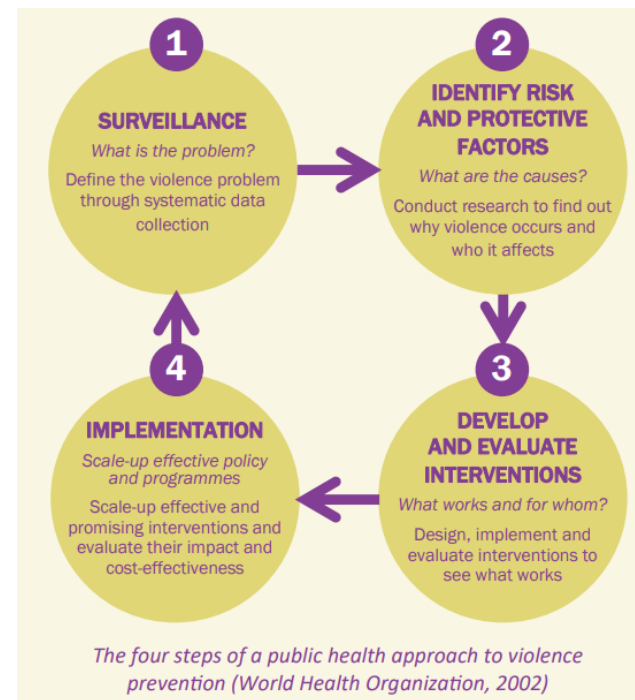 1
SURVEILLANCE
What is the problem?
Define the violence problem
through systematic data
collection
2
IDENTIFY RISK
AND PROTECTIVE
FACTORS
What are the causes?
Conduct research to find out
why violence occurs and
who it affects
3
DEVELOP
AND EVALUATE
INTERVENTIONS
What works and for whom?
Design, implement and
evaluate interventions to
see what works
4
IMPLEMENTATION
Scale-up effective policy
and programmes
Scale-up effective and
promising interventions and
evaluate their impact and
cost-effectiveness
The four steps of a public health approach to violence
prevention (World Health Organization, 2002)